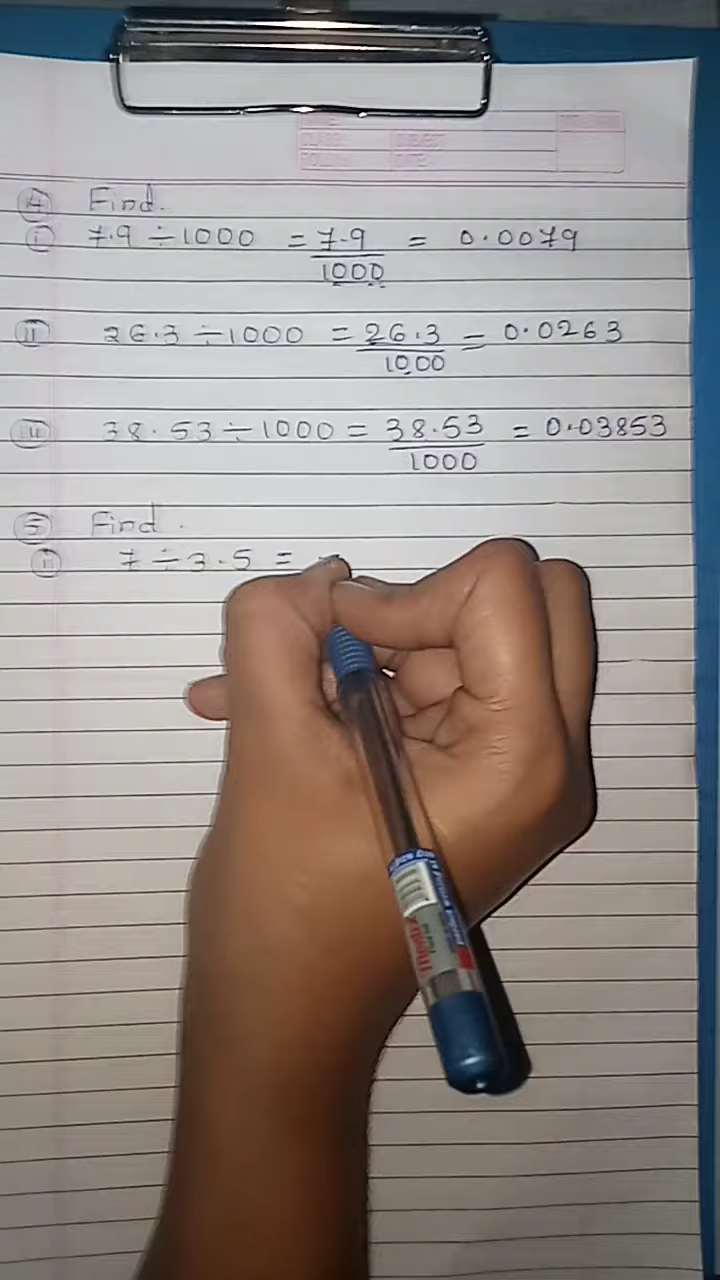 ④ Find.
ⓘ 7.9 ÷ 1000 = 7.9/1000 = 0.0079
ⓘⓘ 26.3 ÷ 1000 = 26.3/1000 = 0.0263
ⓘⓘⓘ 38.53 ÷ 1000 = 38.53/1000 = 0.03853
⑤ Find.
ⓘⓘ 7 ÷ 3.5 =